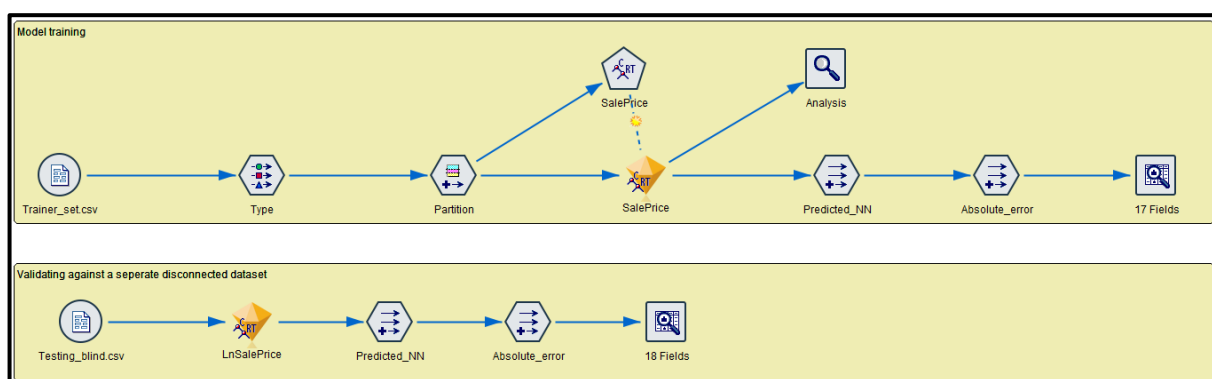 Model training
SalePrice
Analysis
Trainer_set.csv
Type
Partition
SalePrice
Predicted_NN
Absolute_error
17 Fields
Validating against a seperate disconnected dataset
Testing_blind.csv
LnSalePrice
Predicted_NN
Absolute_error
18 Fields